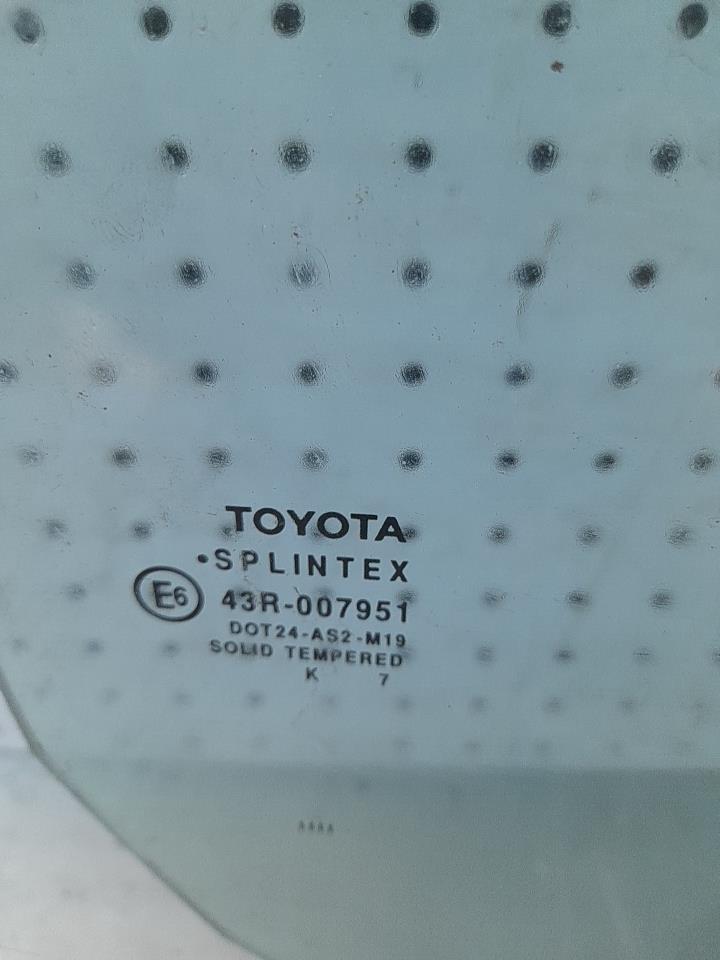 TOYOTA
•SPLINTEX
E6 43R-007951
DOT24-AS2-M19
SOLID TEMPERED
K 7